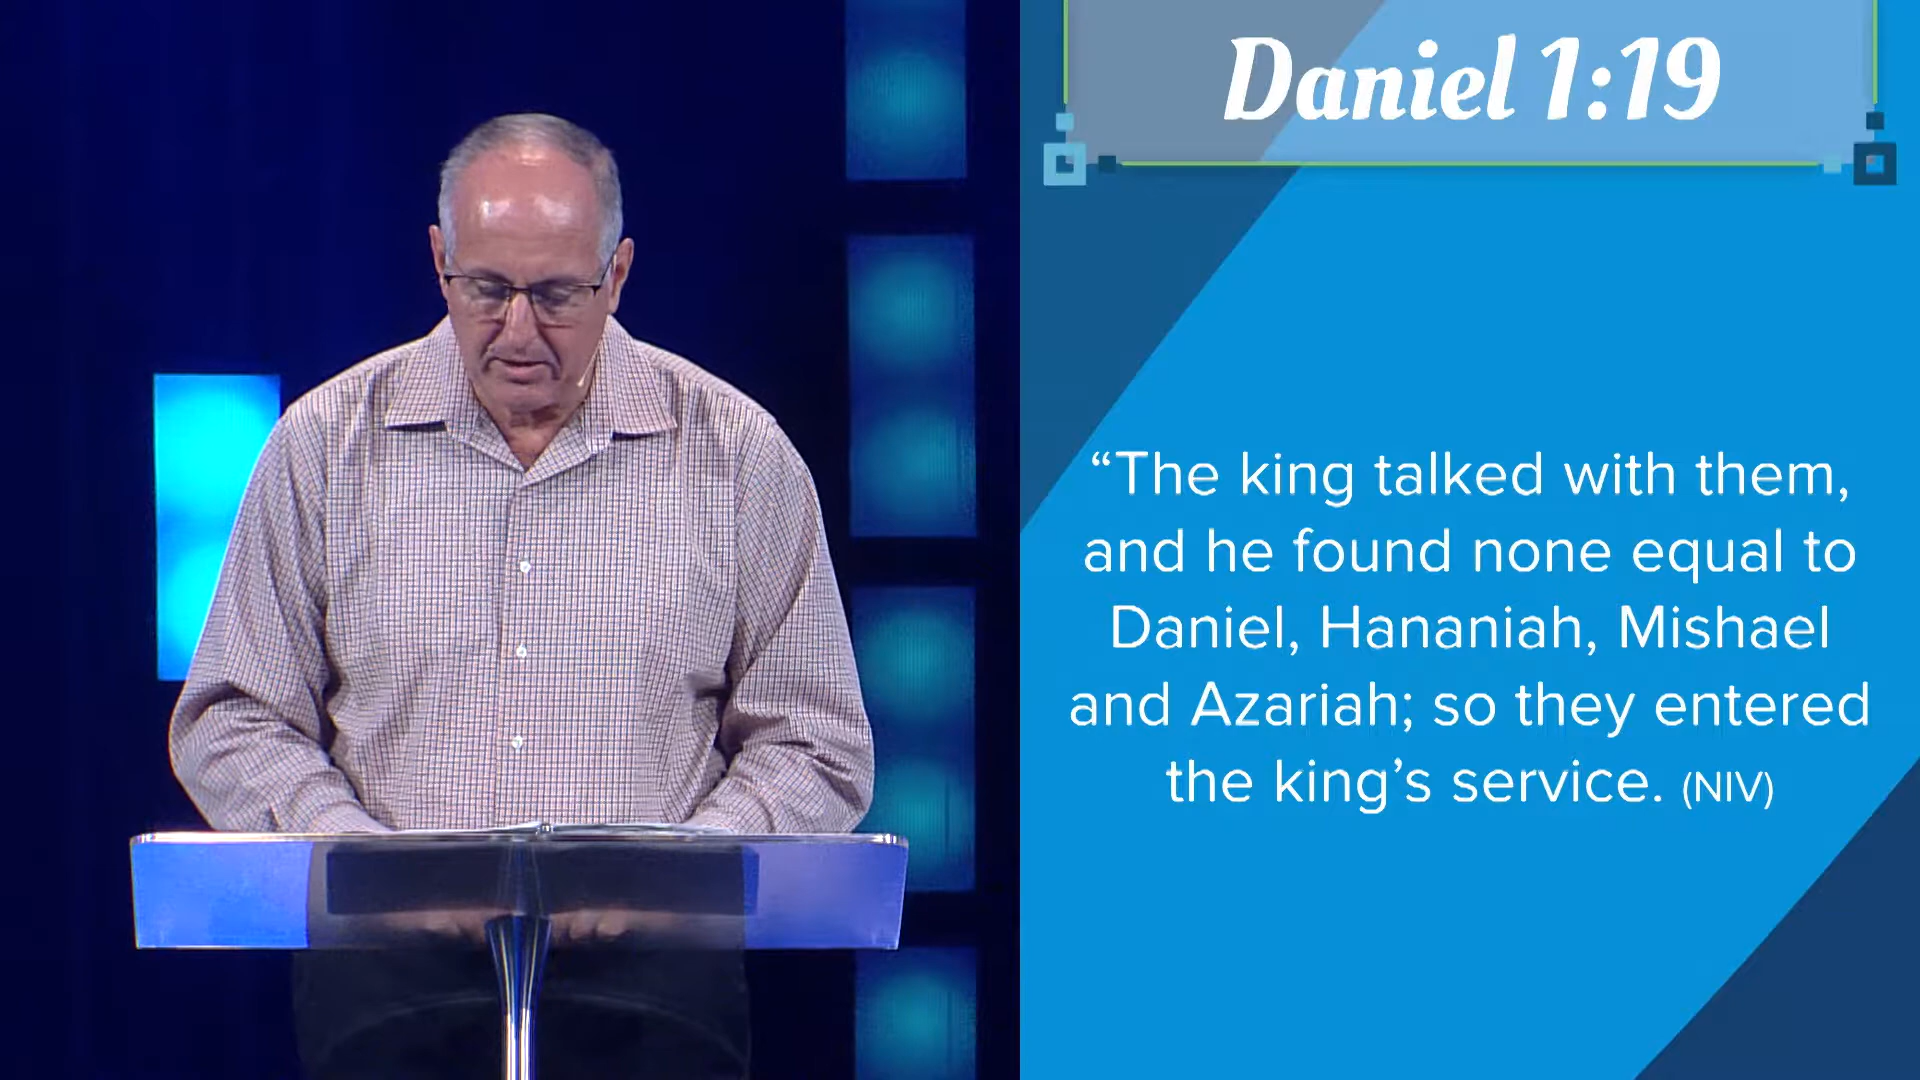 Daniel 1:19
“The king talked with them,
and he found none equal to
Daniel, Hananiah, Mishael
and Azariah; so they entered
the king’s service. (NIV)